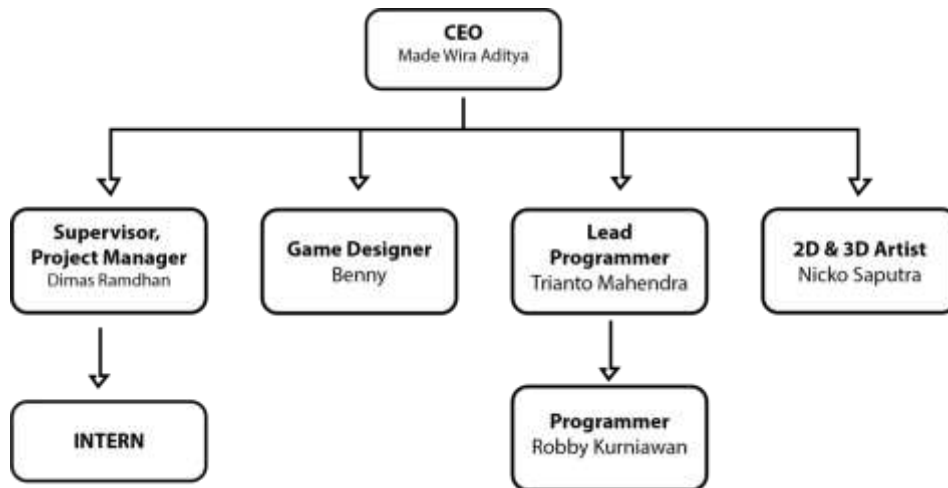 CEO
Made Wira Aditya
Supervisor,
Project Manager
Dimas Ramdhan
Game Designer
Benny
Lead
Programmer
Trianto Mahendra
2D & 3D Artist
Nicko Saputra
INTERN
Programmer
Robby Kurniawan